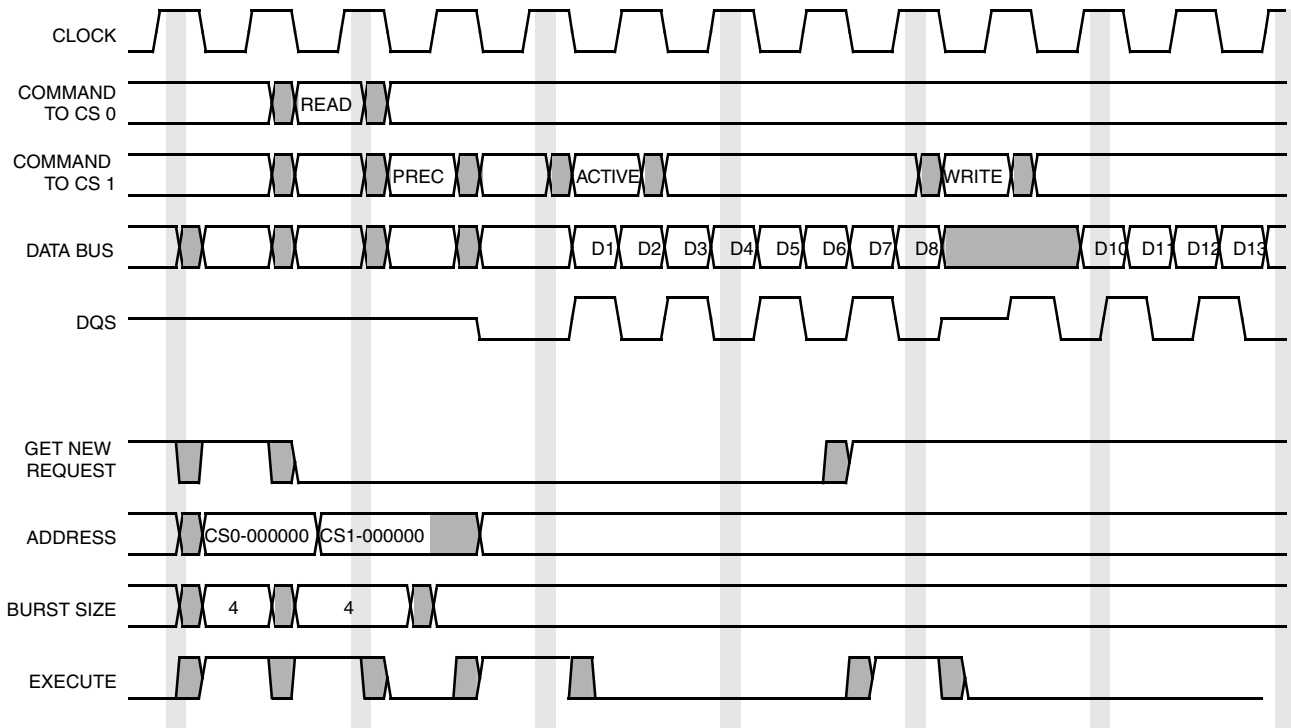 CLOCK
COMMAND
TO CS 0
READ
COMMAND
TO CS 1
PREC
ACTIVE
WRITE
DATA BUS
D1 D2 D3 D4 D5 D6 D7 D8 D10 D11 D12 D13
DQS
GET NEW
REQUEST
ADDRESS
CS0-000000 CS1-000000
BURST SIZE
4 4
EXECUTE